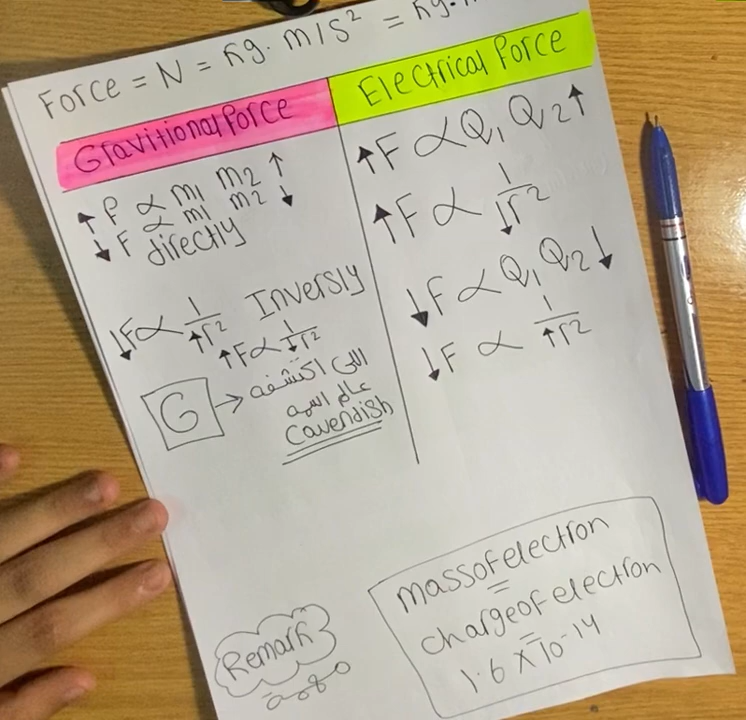 Force = N = kg. m/s² = kg.
Gravitional Force
↑ F ∝ m1 m2 ↑
↓ F ∝ m1 m2 ↓
directly
↓F ∝ 1/↑r² Inversly
↑F ∝ 1/↓r²
G → اللى اكتشفه
عالم اسمه
Cavendish
Electrical Force
↑F ∝ Q1 Q2↑
↑F ∝ 1/↓r²
↓F ∝ Q1 Q2↓
↓F ∝ 1/↑r²
Remark
mass of electron
=
charge of electron
=
1.6 x 10-14